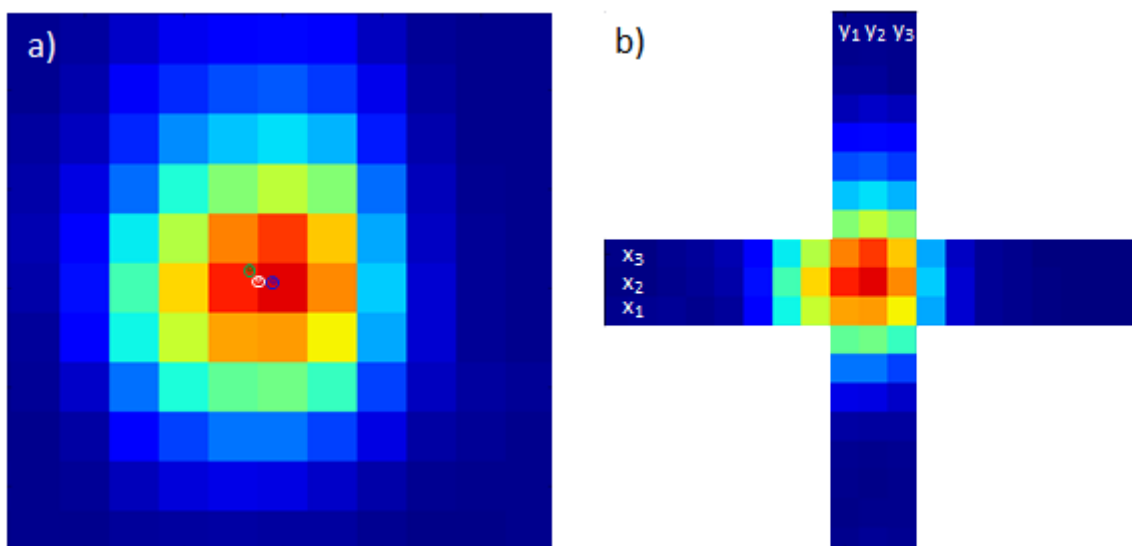 a)
b)
y₁ y₂ y₃
x₃
x₂
x₁